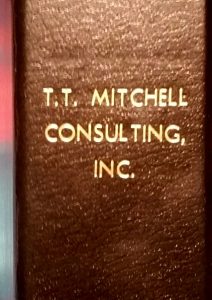 T.T. MITCHELL
CONSULTING,
INC.